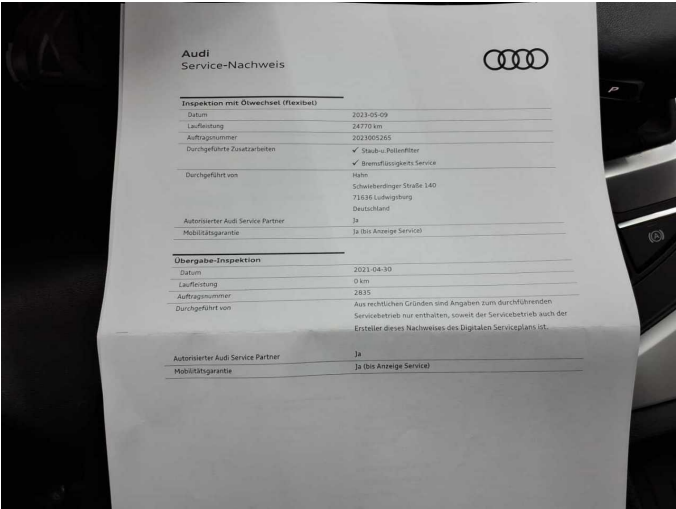 Audi
Service-Nachweis
P
Inspektion mit Ölwechsel (flexibel)
Datum 2023-05-09
Laufleistung 24770 km
Auftragsnummer 2023005265
Durchgeführte Zusatzarbeiten ✓ Staub-u.Pollenfilter
✓ Bremsflüssigkeits Service
Durchgeführt von Hahn
Schwieberdinger Straße 140
71636 Ludwigsburg
Deutschland
Autorisierter Audi Service Partner Ja
Mobilitätsgarantie Ja (bis Anzeige Service)
Übergabe-Inspektion
Datum 2021-04-30
Laufleistung 0 km
Auftragsnummer 2835
Durchgeführt von Aus rechtlichen Gründen sind Angaben zum durchführenden
Servicebetrieb nur enthalten, soweit der Servicebetrieb auch der
Ersteller dieses Nachweises des Digitalen Serviceplans ist.
Autorisierter Audi Service Partner Ja
Mobilitätsgarantie Ja (bis Anzeige Service)